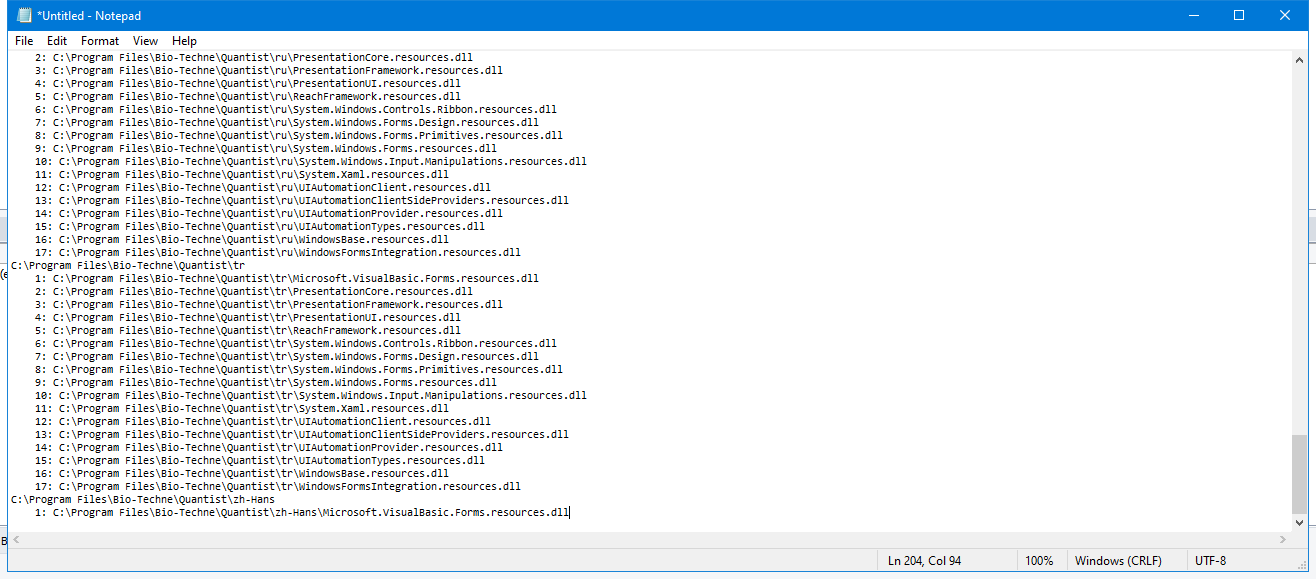 *Untitled - Notepad
File Edit Format View Help
2: C:\Program Files\Bio-Techne\Quantist\ru\PresentationCore.resources.dll
3: C:\Program Files\Bio-Techne\Quantist\ru\PresentationFramework.resources.dll
4: C:\Program Files\Bio-Techne\Quantist\ru\PresentationUI.resources.dll
5: C:\Program Files\Bio-Techne\Quantist\ru\ReachFramework.resources.dll
6: C:\Program Files\Bio-Techne\Quantist\ru\System.Windows.Controls.Ribbon.resources.dll
7: C:\Program Files\Bio-Techne\Quantist\ru\System.Windows.Forms.Design.resources.dll
8: C:\Program Files\Bio-Techne\Quantist\ru\System.Windows.Forms.Primitives.resources.dll
9: C:\Program Files\Bio-Techne\Quantist\ru\System.Windows.Forms.resources.dll
10: C:\Program Files\Bio-Techne\Quantist\ru\System.Windows.Input.Manipulations.resources.dll
11: C:\Program Files\Bio-Techne\Quantist\ru\System.Xaml.resources.dll
12: C:\Program Files\Bio-Techne\Quantist\ru\UIAutomationClient.resources.dll
13: C:\Program Files\Bio-Techne\Quantist\ru\UIAutomationClientSideProviders.resources.dll
14: C:\Program Files\Bio-Techne\Quantist\ru\UIAutomationProvider.resources.dll
15: C:\Program Files\Bio-Techne\Quantist\ru\UIAutomationTypes.resources.dll
16: C:\Program Files\Bio-Techne\Quantist\ru\WindowsBase.resources.dll
17: C:\Program Files\Bio-Techne\Quantist\ru\WindowsFormsIntegration.resources.dll
C:\Program Files\Bio-Techne\Quantist\tr
1: C:\Program Files\Bio-Techne\Quantist\tr\Microsoft.VisualBasic.Forms.resources.dll
2: C:\Program Files\Bio-Techne\Quantist\tr\PresentationCore.resources.dll
3: C:\Program Files\Bio-Techne\Quantist\tr\PresentationFramework.resources.dll
4: C:\Program Files\Bio-Techne\Quantist\tr\PresentationUI.resources.dll
5: C:\Program Files\Bio-Techne\Quantist\tr\ReachFramework.resources.dll
6: C:\Program Files\Bio-Techne\Quantist\tr\System.Windows.Controls.Ribbon.resources.dll
7: C:\Program Files\Bio-Techne\Quantist\tr\System.Windows.Forms.Design.resources.dll
8: C:\Program Files\Bio-Techne\Quantist\tr\System.Windows.Forms.Primitives.resources.dll
9: C:\Program Files\Bio-Techne\Quantist\tr\System.Windows.Forms.resources.dll
10: C:\Program Files\Bio-Techne\Quantist\tr\System.Windows.Input.Manipulations.resources.dll
11: C:\Program Files\Bio-Techne\Quantist\tr\System.Xaml.resources.dll
12: C:\Program Files\Bio-Techne\Quantist\tr\UIAutomationClient.resources.dll
13: C:\Program Files\Bio-Techne\Quantist\tr\UIAutomationClientSideProviders.resources.dll
14: C:\Program Files\Bio-Techne\Quantist\tr\UIAutomationProvider.resources.dll
15: C:\Program Files\Bio-Techne\Quantist\tr\UIAutomationTypes.resources.dll
16: C:\Program Files\Bio-Techne\Quantist\tr\WindowsBase.resources.dll
17: C:\Program Files\Bio-Techne\Quantist\tr\WindowsFormsIntegration.resources.dll
C:\Program Files\Bio-Techne\Quantist\zh-Hans
1: C:\Program Files\Bio-Techne\Quantist\zh-Hans\Microsoft.VisualBasic.Forms.resources.dll
Ln 204, Col 94 100% Windows (CRLF) UTF-8